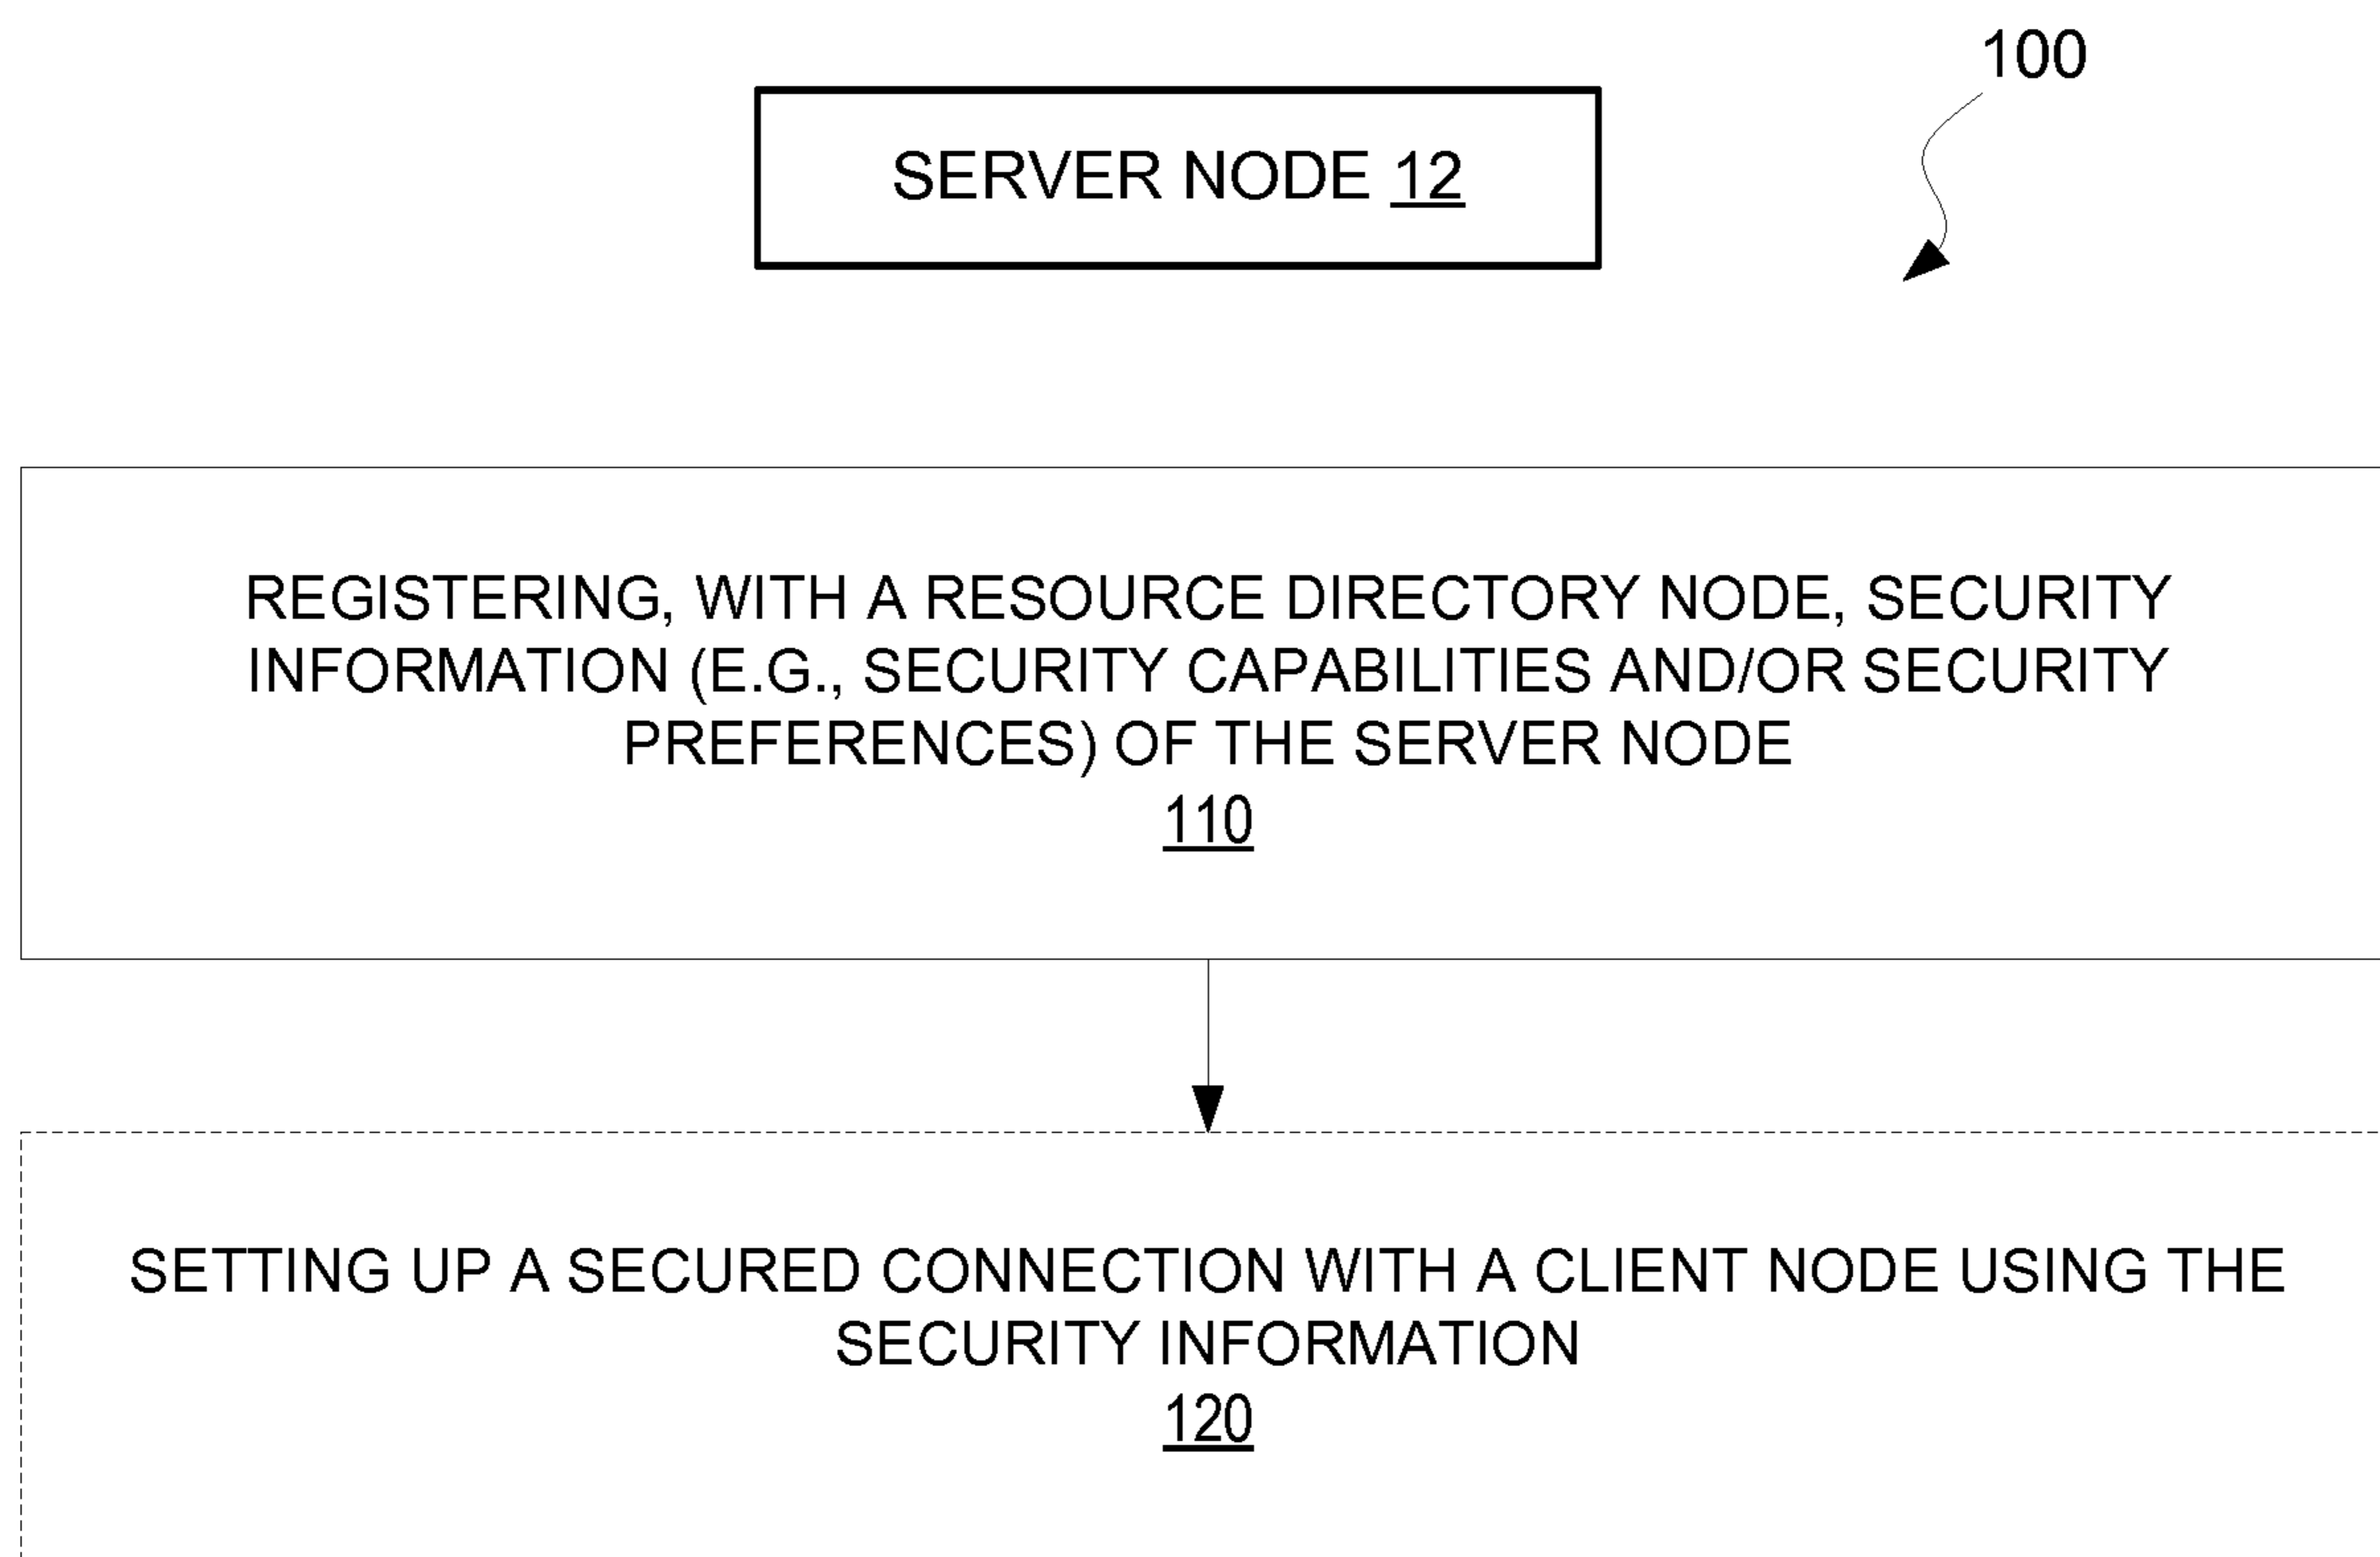 100
SERVER NODE 12
REGISTERING, WITH A RESOURCE DIRECTORY NODE, SECURITY
INFORMATION (E.G., SECURITY CAPABILITIES AND/OR SECURITY
PREFERENCES) OF THE SERVER NODE
110
SETTING UP A SECURED CONNECTION WITH A CLIENT NODE USING THE
SECURITY INFORMATION
120